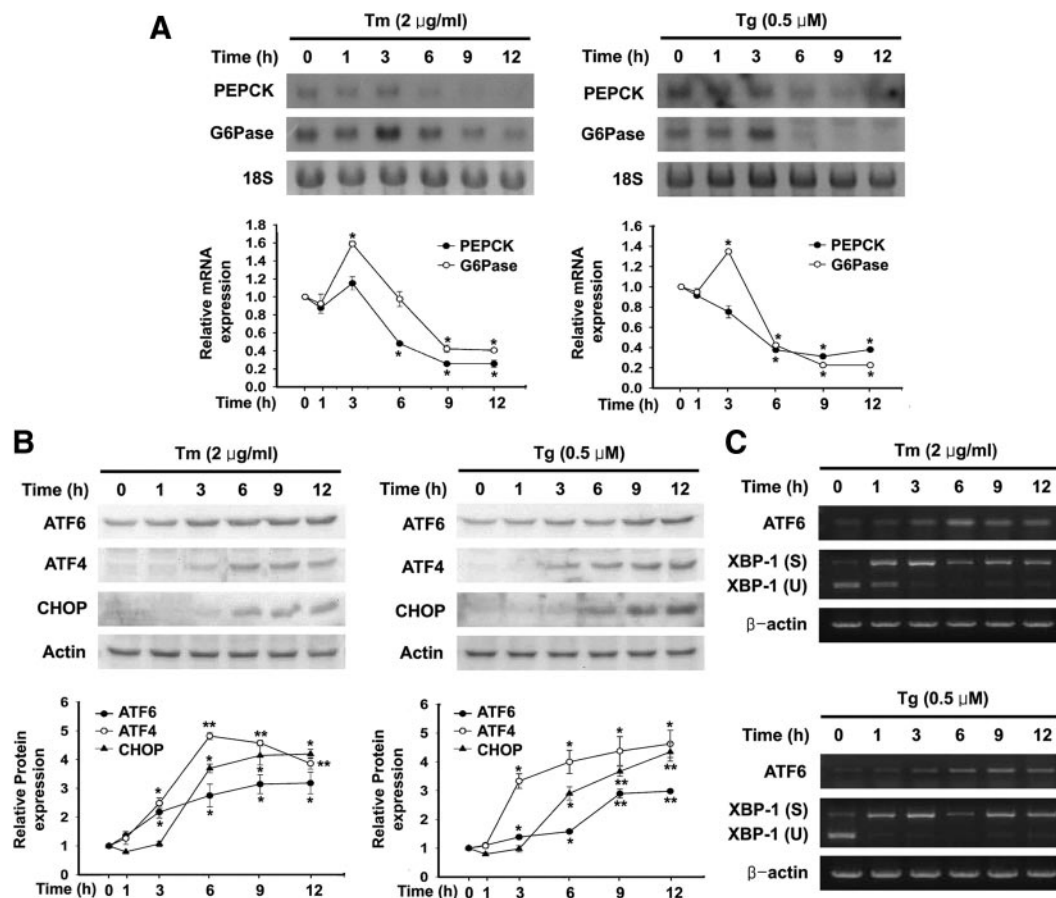 A
Tm (2 μg/ml)
Time (h) 0 1 3 6 9 12
PEPCK
G6Pase
18S
Relative mRNA
expression
1.8
1.6
1.4
1.2
1.0
0.8
0.6
0.4
0.2
0.0
PEPCK
G6Pase
* * * * * *
Time (h) 0 1 3 6 9 12
Tg (0.5 μM)
Time (h) 0 1 3 6 9 12
PEPCK
G6Pase
18S
Relative mRNA
expression
1.6
1.4
1.2
1.0
0.8
0.6
0.4
0.2
0.0
PEPCK
G6Pase
* * * * * * *
Time (h) 0 1 3 6 9 12
B
Tm (2 μg/ml)
Time (h) 0 1 3 6 9 12
ATF6
ATF4
CHOP
Actin
Relative Protein
expression
6
5
4
3
2
1
0
ATF6
ATF4
CHOP
* * ** * * ** * * * * **
Time (h) 0 1 3 6 9 12
Tg (0.5 μM)
Time (h) 0 1 3 6 9 12
ATF6
ATF4
CHOP
Actin
Relative Protein
expression
6
5
4
3
2
1
0
ATF6
ATF4
CHOP
* * * * * * ** ** * ** **
Time (h) 0 1 3 6 9 12
C
Tm (2 μg/ml)
Time (h) 0 1 3 6 9 12
ATF6
XBP-1 (S)
XBP-1 (U)
β-actin
Tg (0.5 μM)
Time (h) 0 1 3 6 9 12
ATF6
XBP-1 (S)
XBP-1 (U)
β-actin